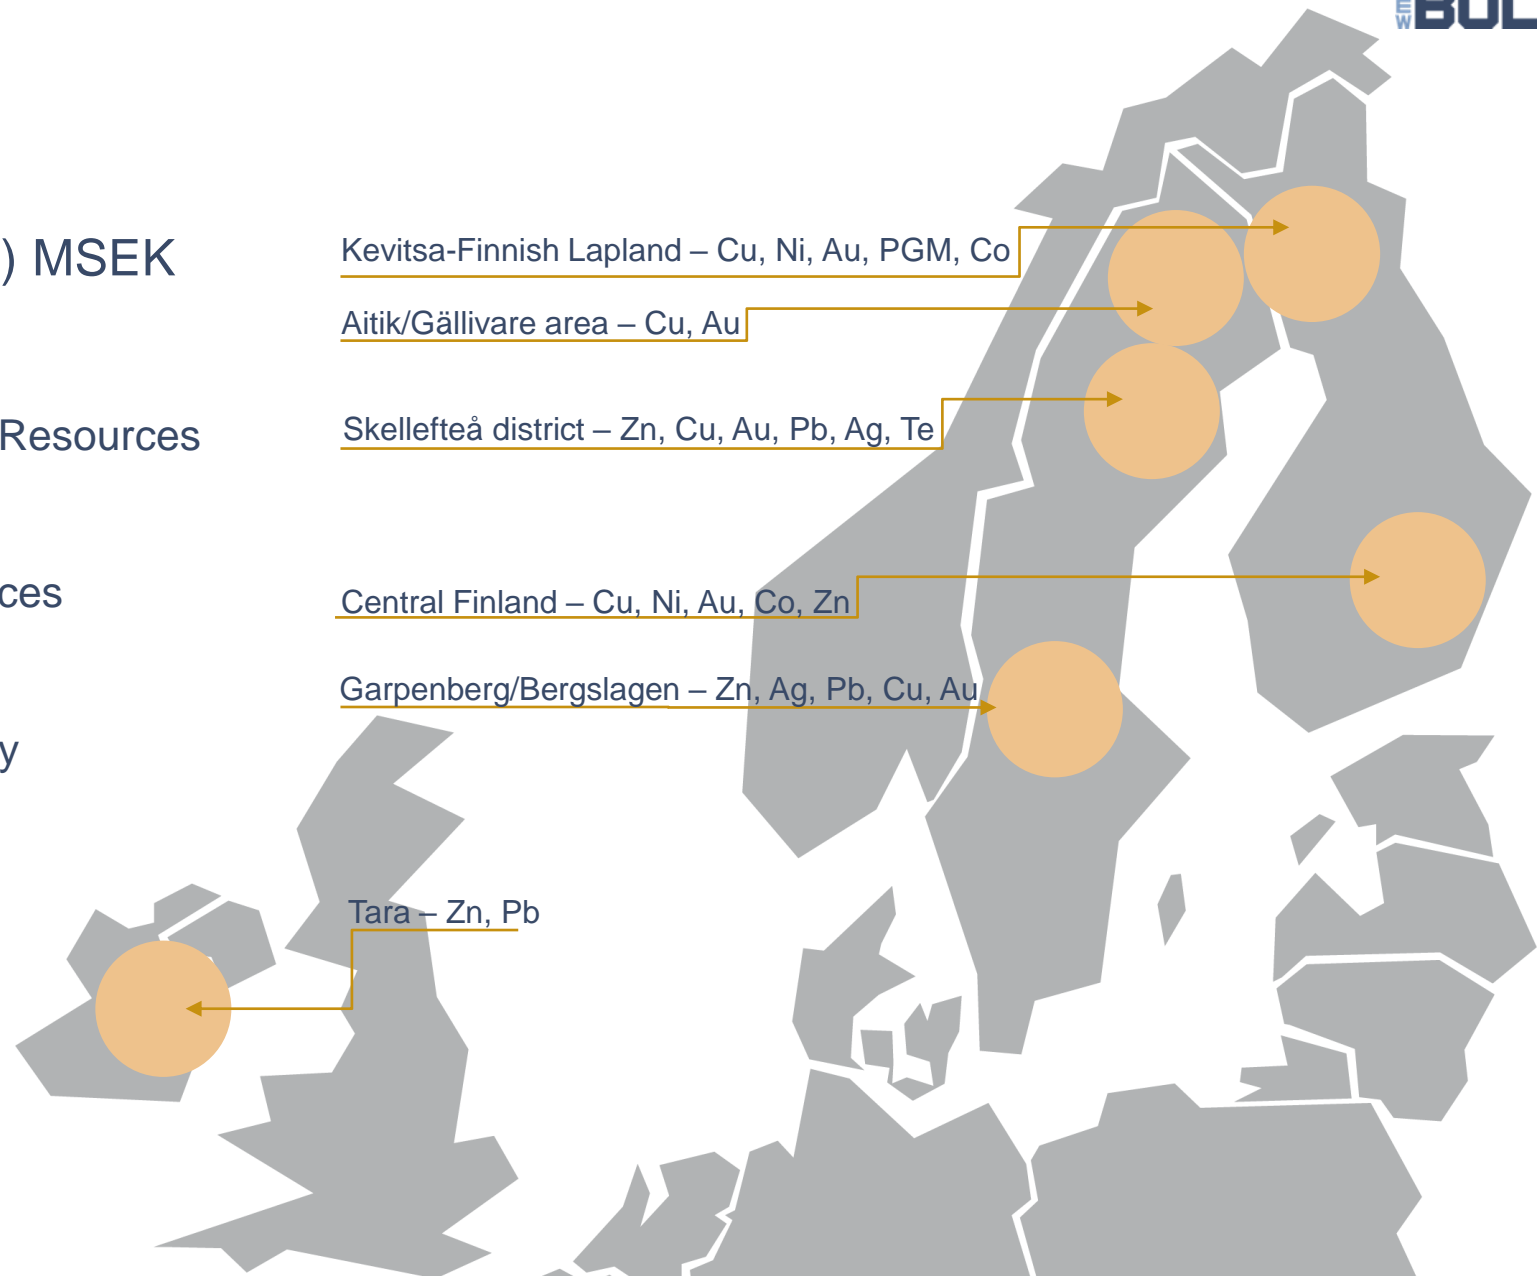 ) MSEK
Kevitsa-Finnish Lapland – Cu, Ni, Au, PGM, Co
Aitik/Gällivare area – Cu, Au
Resources
Skellefteå district – Zn, Cu, Au, Pb, Ag, Te
Central Finland – Cu, Ni, Au, Co, Zn
Garpenberg/Bergslagen – Zn, Ag, Pb, Cu, Au
Tara – Zn, Pb